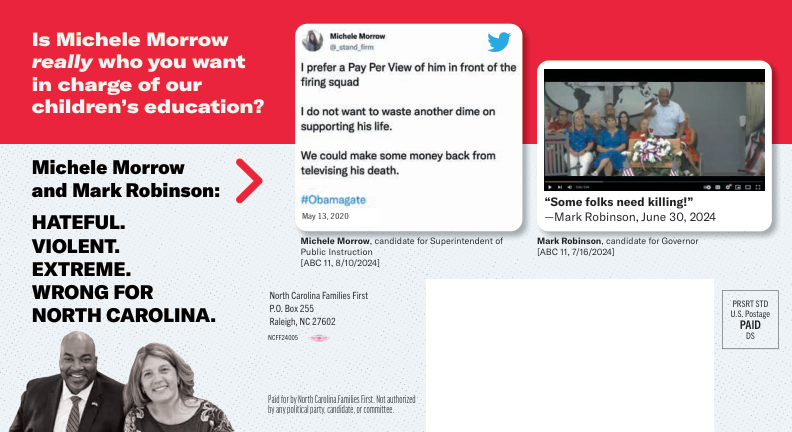 Is Michele Morrow
really who you want
in charge of our
children's education?
Michele Morrow
@_stand_firm
I prefer a Pay Per View of him in front of the
firing squad
I do not want to waste another dime on
supporting his life.
We could make some money back from
televising his death.
#Obamagate
May 13, 2020
Michele Morrow, candidate for Superintendent of
Public Instruction
[ABC 11, 8/10/2024]
“Some folks need killing!”
—Mark Robinson, June 30, 2024
Mark Robinson, candidate for Governor
[ABC 11, 7/16/2024]
Michele Morrow
and Mark Robinson:
HATEFUL.
VIOLENT.
EXTREME.
WRONG FOR
NORTH CAROLINA.
North Carolina Families First
P.O. Box 255
Raleigh, NC 27602
NCFF24005
Paid for by North Carolina Families First. Not authorized
by any political party, candidate, or committee.
PRSRT STD
U.S. Postage
PAID
DS